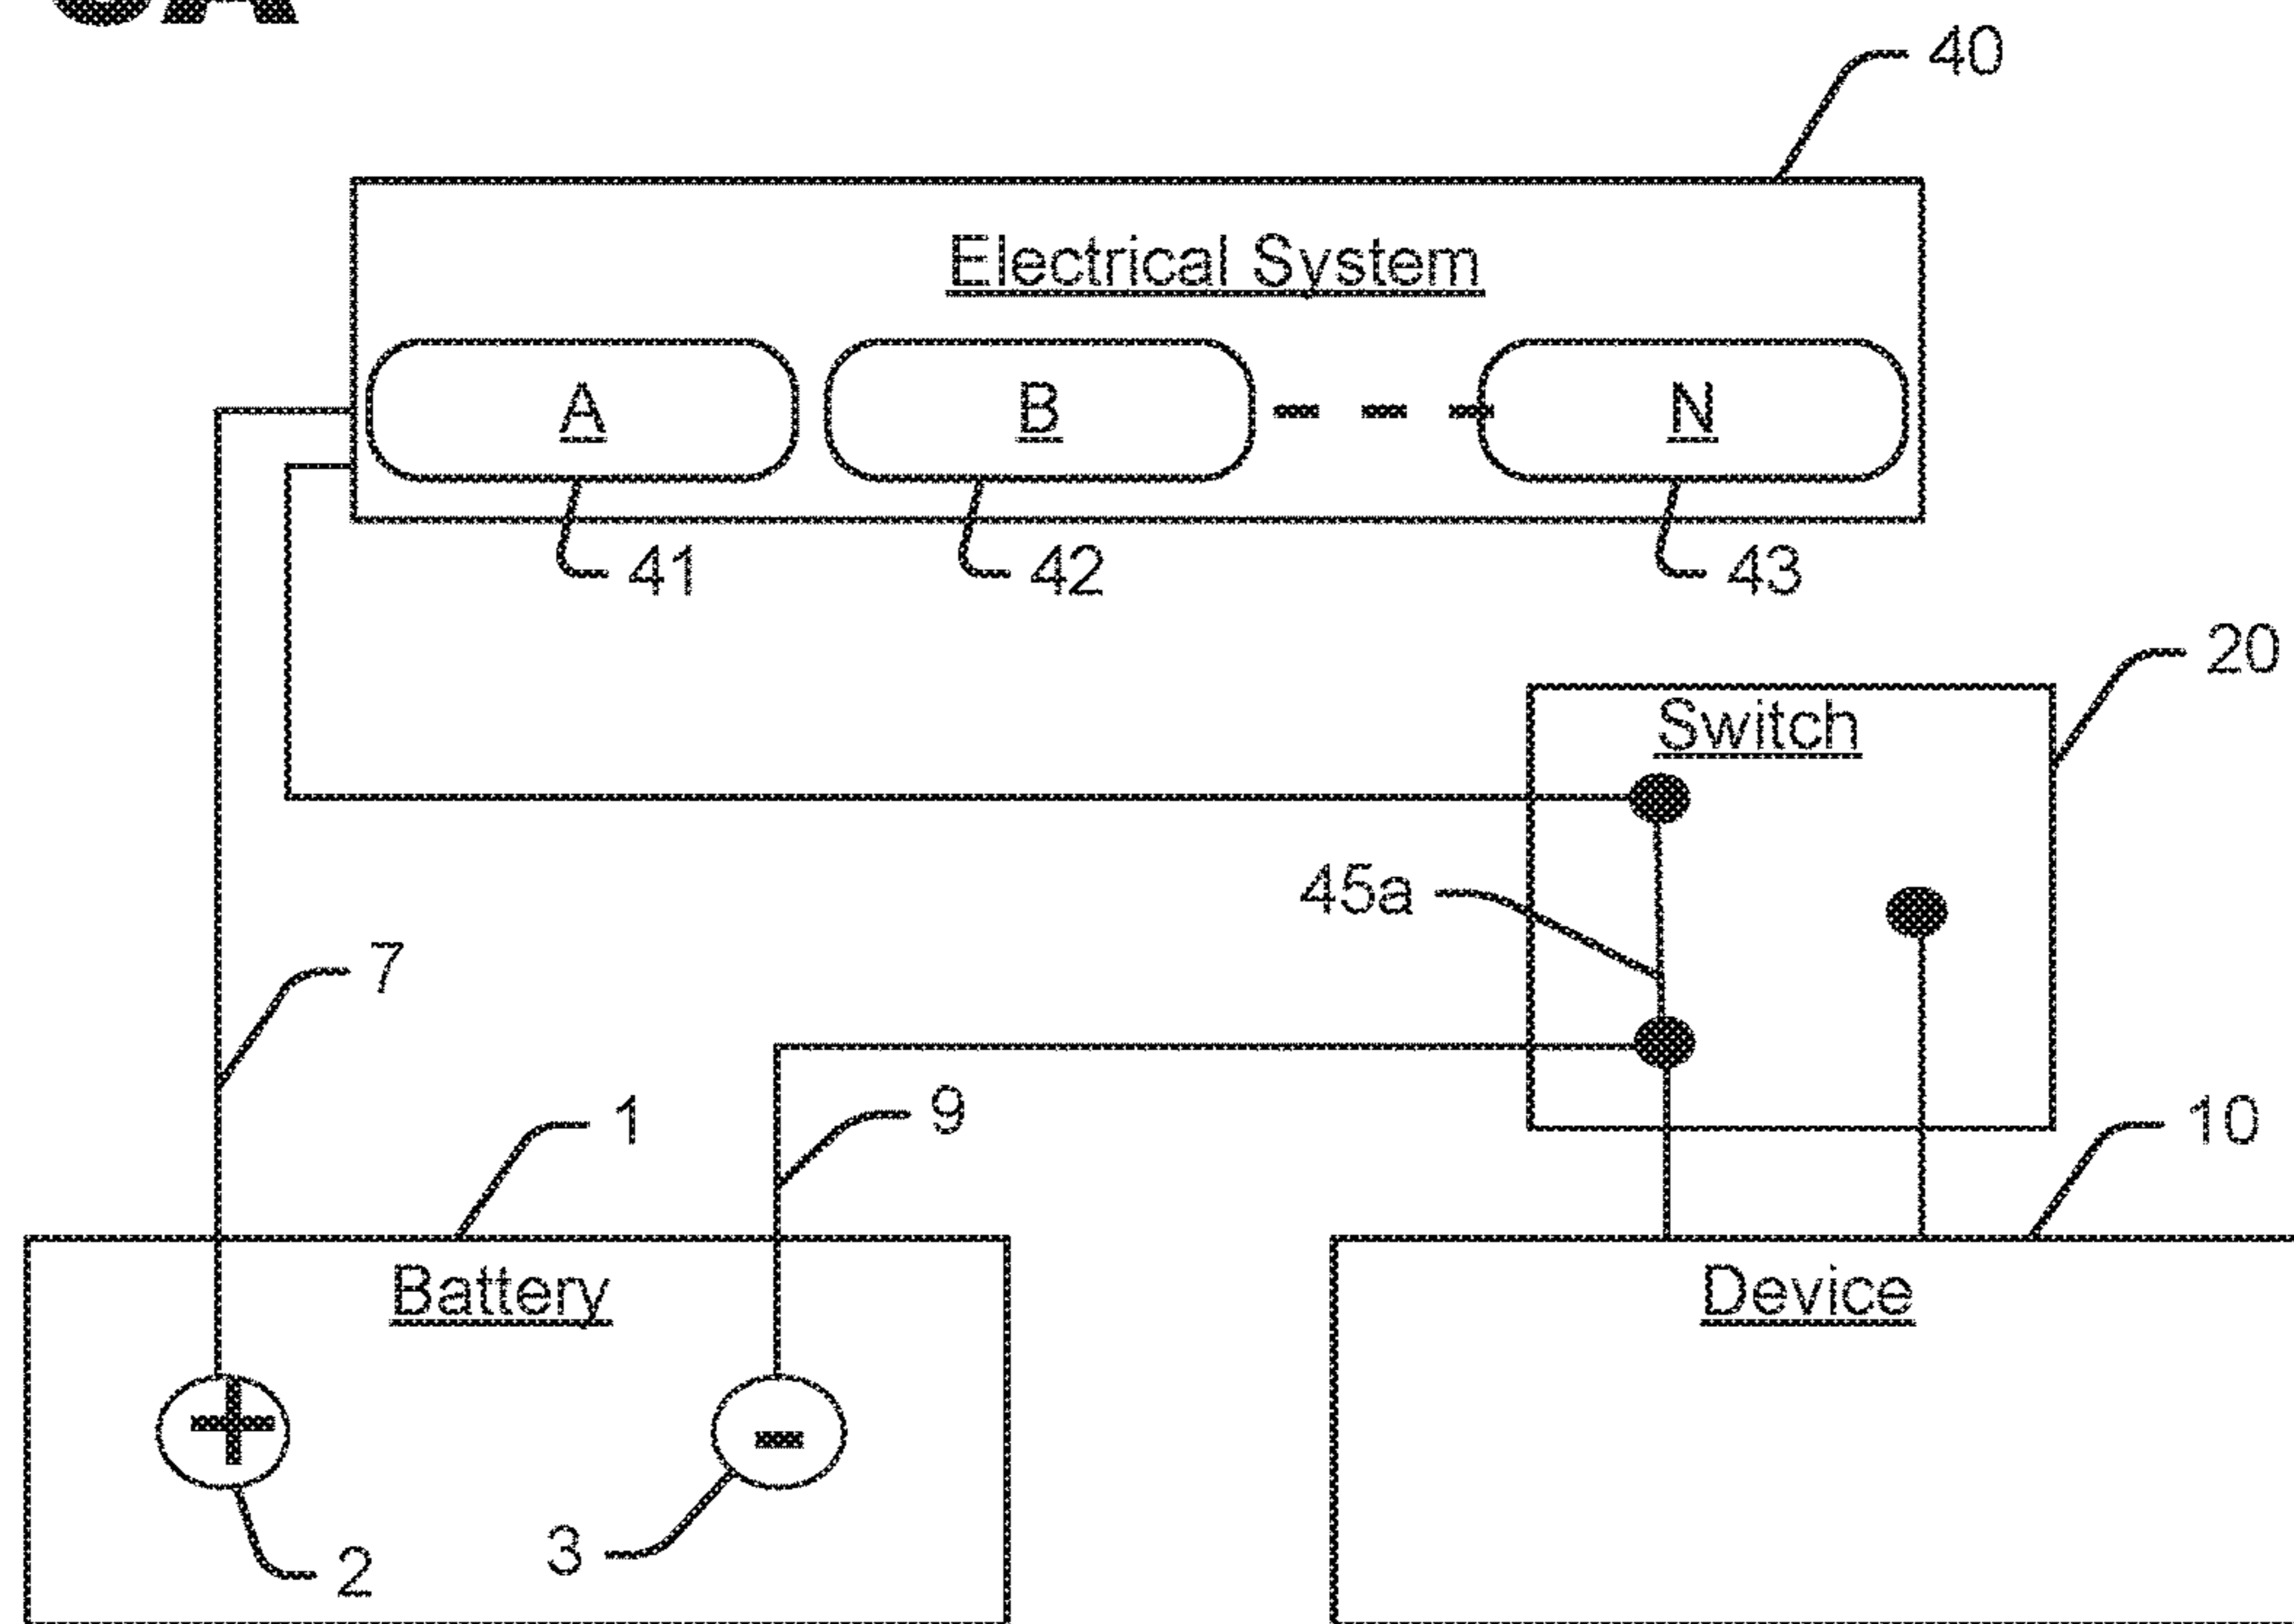 40
Electrical System
A B N
41 42 43
20
Switch
45a
7
1 9 10
Battery Device
+ -
2 3